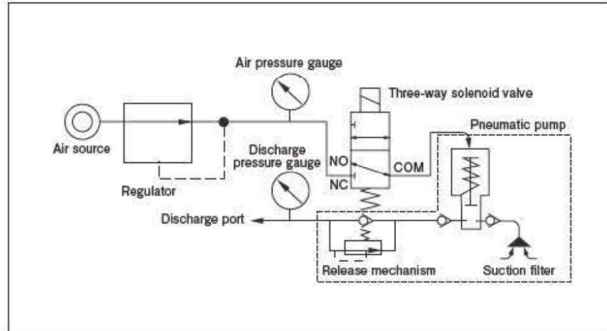 Air pressure gauge
Three-way solenoid valve
Pneumatic pump
Air source
Discharge
pressure gauge
NO
COM
NC
Regulator
Discharge port
Release mechanism
Suction filter